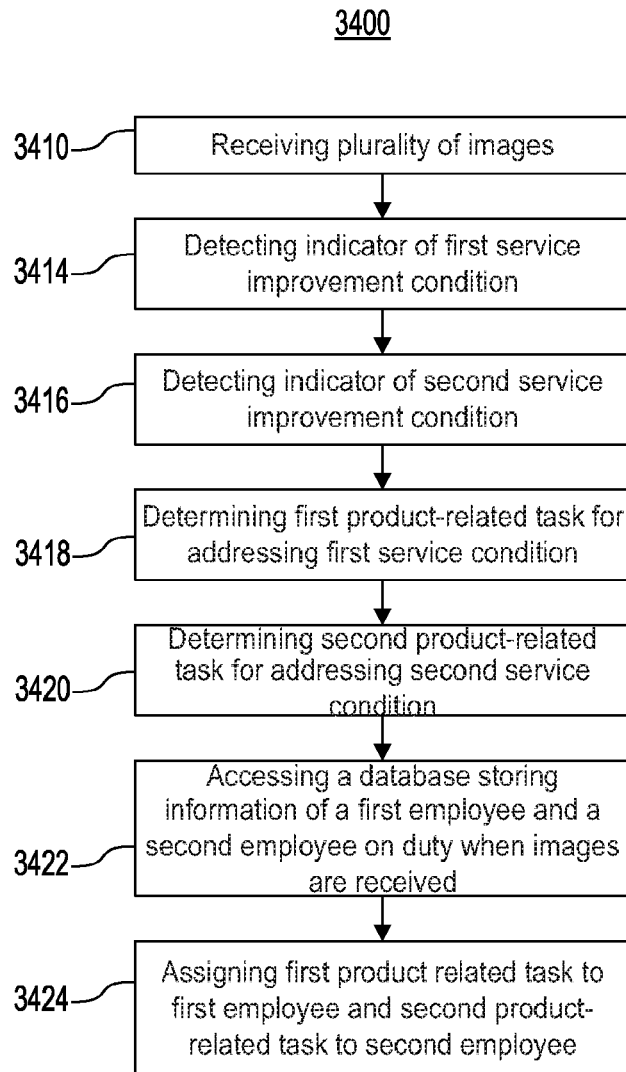 3400
3410
Receiving plurality of images
3414
Detecting indicator of first service
improvement condition
3416
Detecting indicator of second service
improvement condition
3418
Determining first product-related task for
addressing first service condition
3420
Determining second product-related
task for addressing second service
condition
3422
Accessing a database storing
information of a first employee and a
second employee on duty when images
are received
3424
Assigning first product related task to
first employee and second product-
related task to second employee